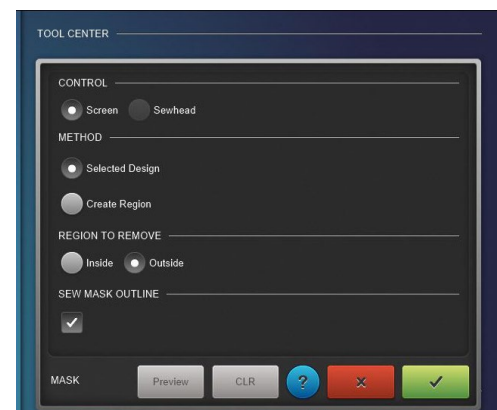 TOOL CENTER
CONTROL
Screen Sewhead
METHOD
Selected Design
Create Region
REGION TO REMOVE
Inside Outside
SEW MASK OUTLINE
MASK Preview CLR ?